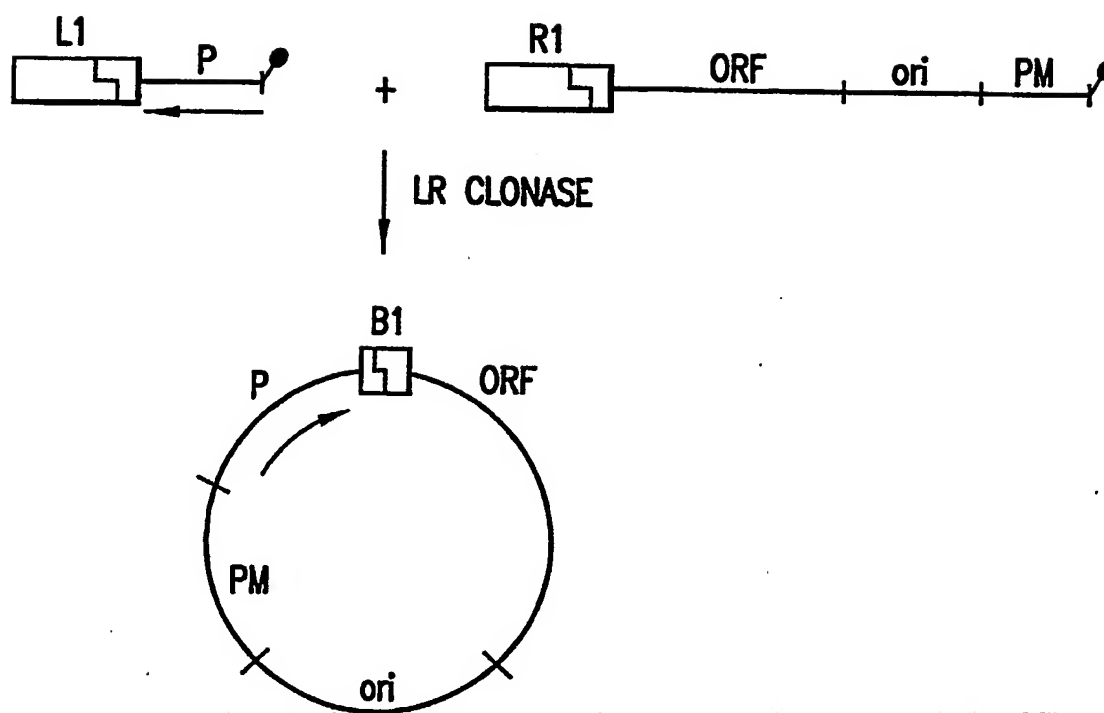 L1 P + R1 ORF ori PM
LR CLONASE
B1
P ORF
PM
ori